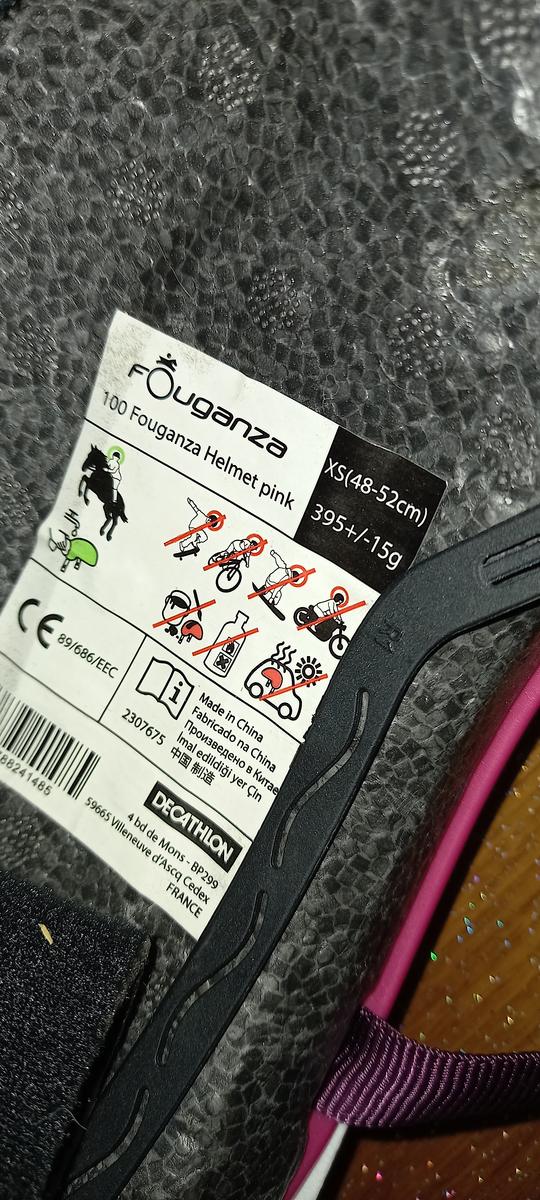 Fouganza
100 Fouganza Helmet pink
XS(48-52cm)
395+/-15g
CE 89/686/EEC
i
2307675
Made in China
Fabricado na China
Произведено в Китае
Imal edildiği yer Çin
中国 制造
88241485
DECATHLON
4 bd de Mons - BP299
59665 Villeneuve d'Ascq Cedex
FRANCE